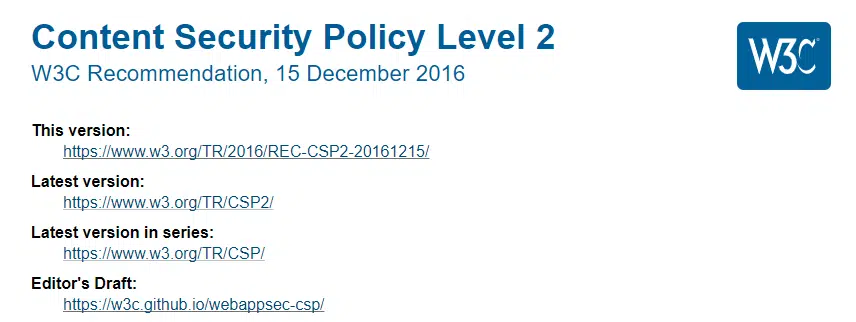 Content Security Policy Level 2
W3C Recommendation, 15 December 2016
W3C®
This version:
https://www.w3.org/TR/2016/REC-CSP2-20161215/
Latest version:
https://www.w3.org/TR/CSP2/
Latest version in series:
https://www.w3.org/TR/CSP/
Editor's Draft:
https://w3c.github.io/webappsec-csp/